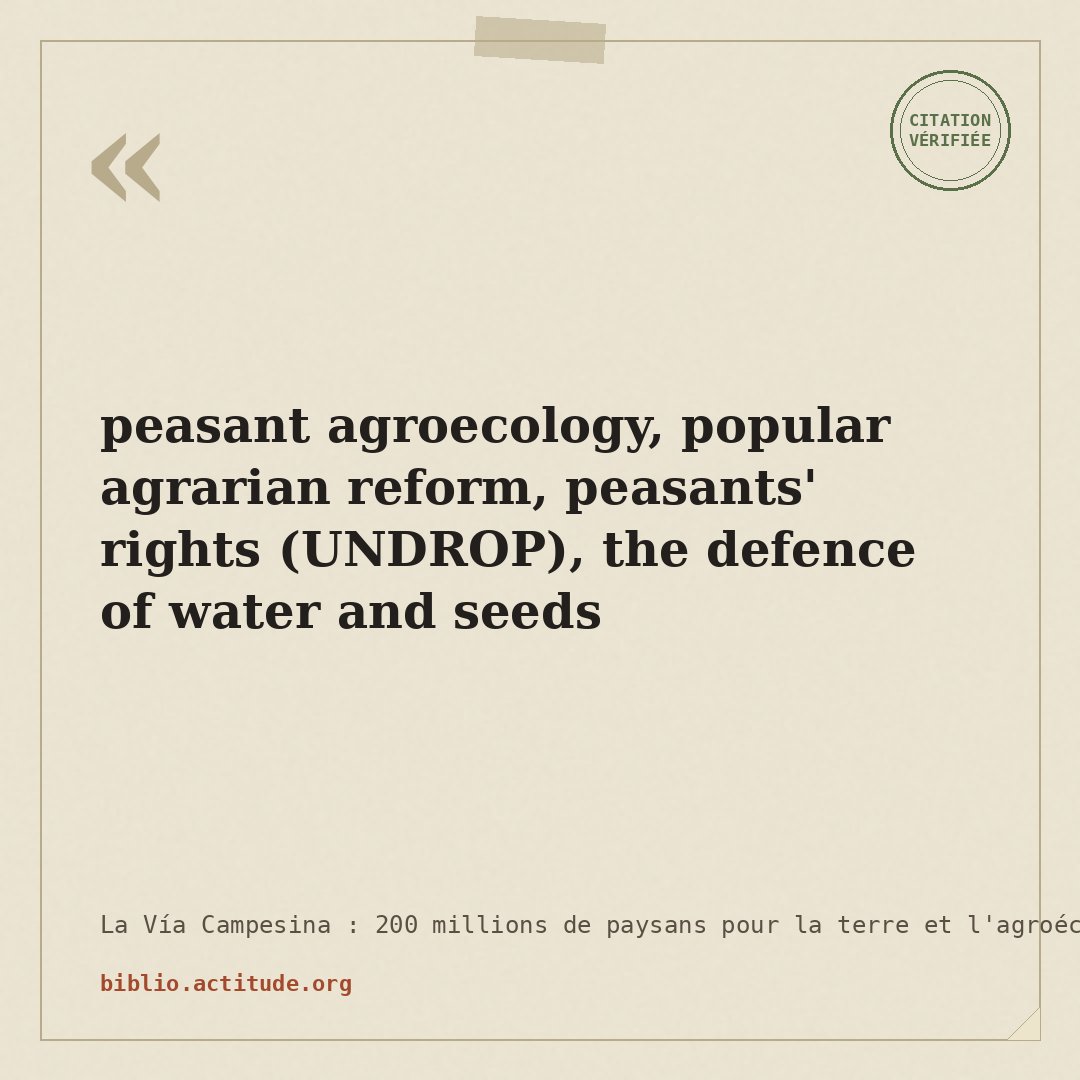 «
CITATION
VÉRIFIÉE
peasant agroecology, popular
agrarian reform, peasants'
rights (UNDROP), the defence
of water and seeds
La Vía Campesina : 200 millions de paysans pour la terre et l'agroéc
biblio.actitude.org